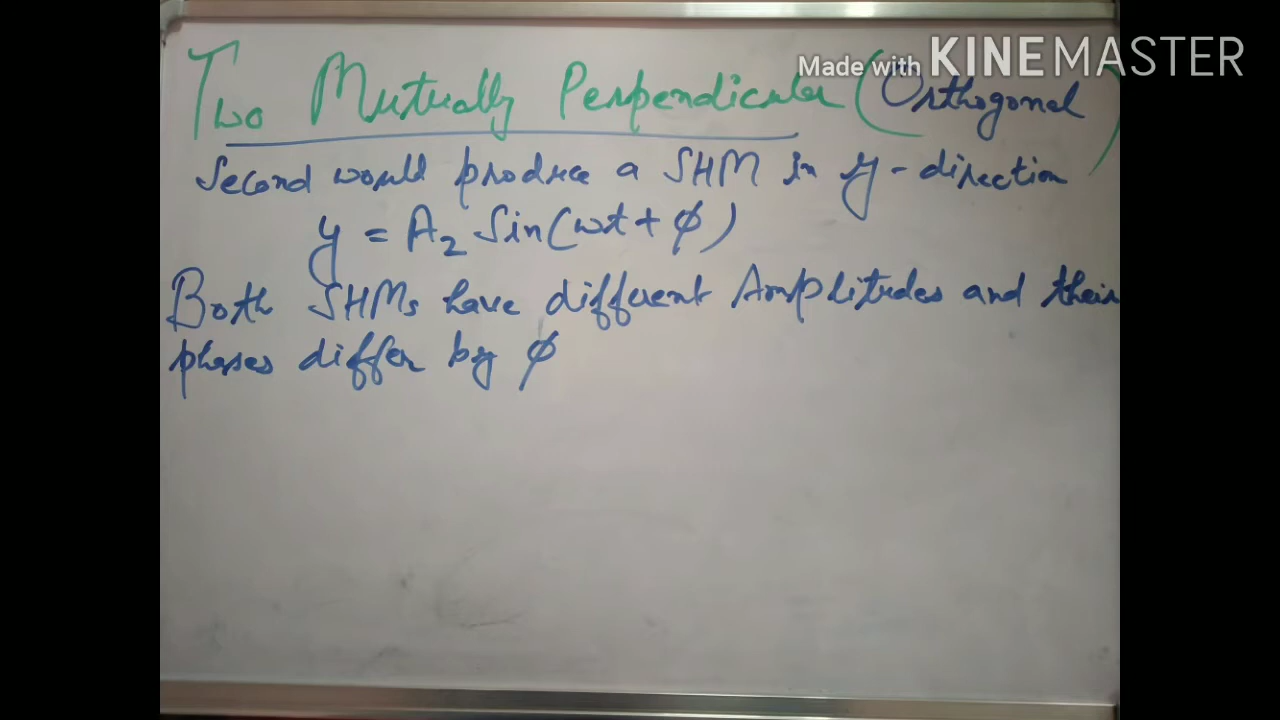 Made with KINEMASTER
Two Mutually Perpendicular (Orthogonal)
Second would produce a SHM in y-direction
y = A₂ Sin(ωt + φ)
Both SHMs have different Amplitudes and their
phases differ by φ